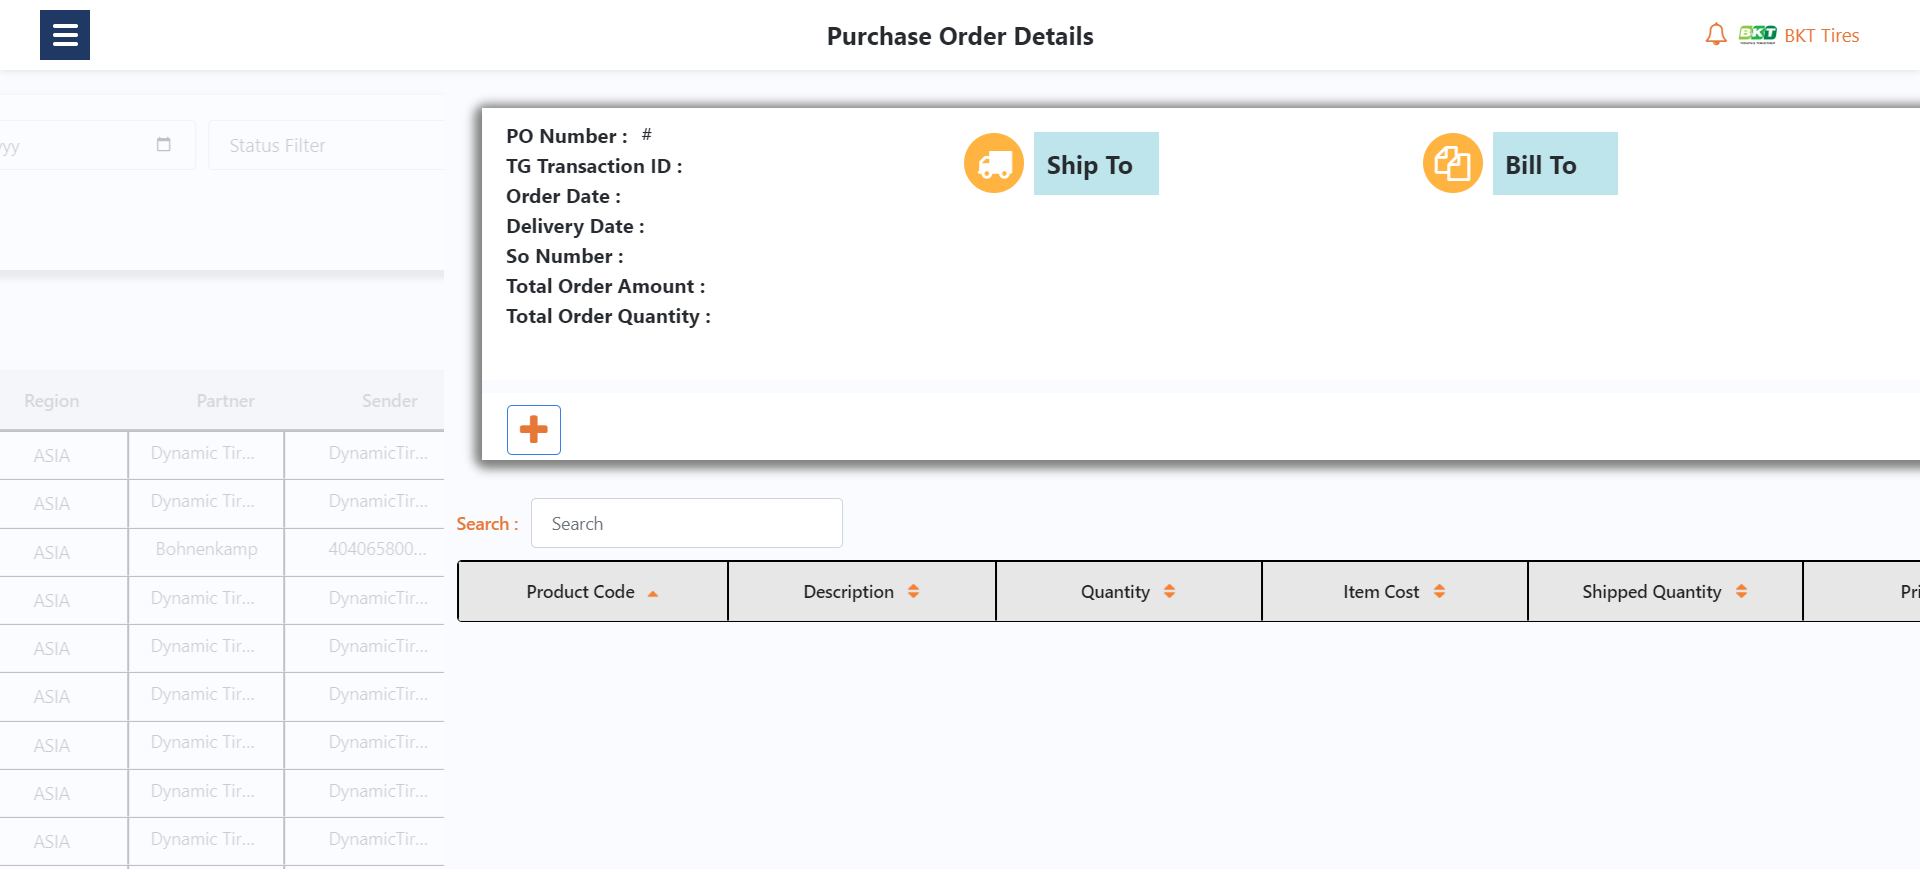 Purchase Order Details
BKT
BKT Tires
yyy
Status Filter
Region Partner Sender
ASIA Dynamic Tir... DynamicTir...
ASIA Dynamic Tir... DynamicTir...
ASIA Bohnenkamp 404065800...
ASIA Dynamic Tir... DynamicTir...
ASIA Dynamic Tir... DynamicTir...
ASIA Dynamic Tir... DynamicTir...
ASIA Dynamic Tir... DynamicTir...
ASIA Dynamic Tir... DynamicTir...
ASIA Dynamic Tir... DynamicTir...
PO Number : #
TG Transaction ID :
Order Date :
Delivery Date :
So Number :
Total Order Amount :
Total Order Quantity :
Ship To
Bill To
Search : Search
Product Code Description Quantity Item Cost Shipped Quantity Pri